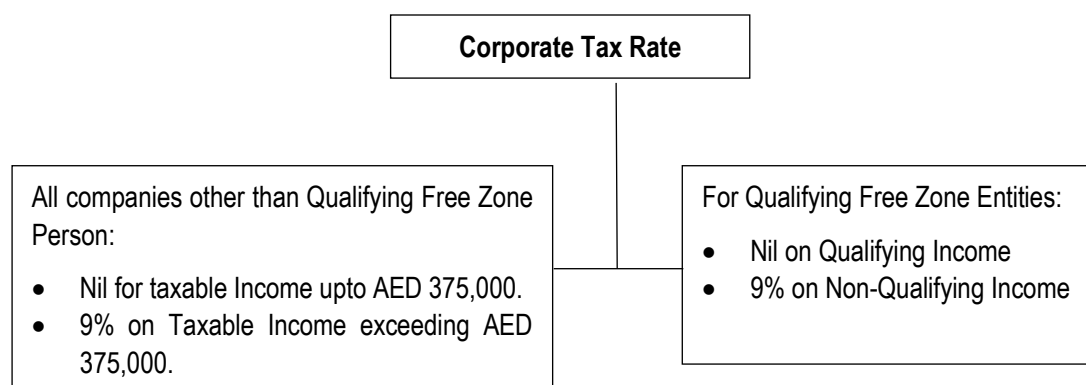 Corporate Tax Rate
All companies other than Qualifying Free Zone
Person:
• Nil for taxable Income upto AED 375,000.
• 9% on Taxable Income exceeding AED
375,000.
For Qualifying Free Zone Entities:
• Nil on Qualifying Income
• 9% on Non-Qualifying Income